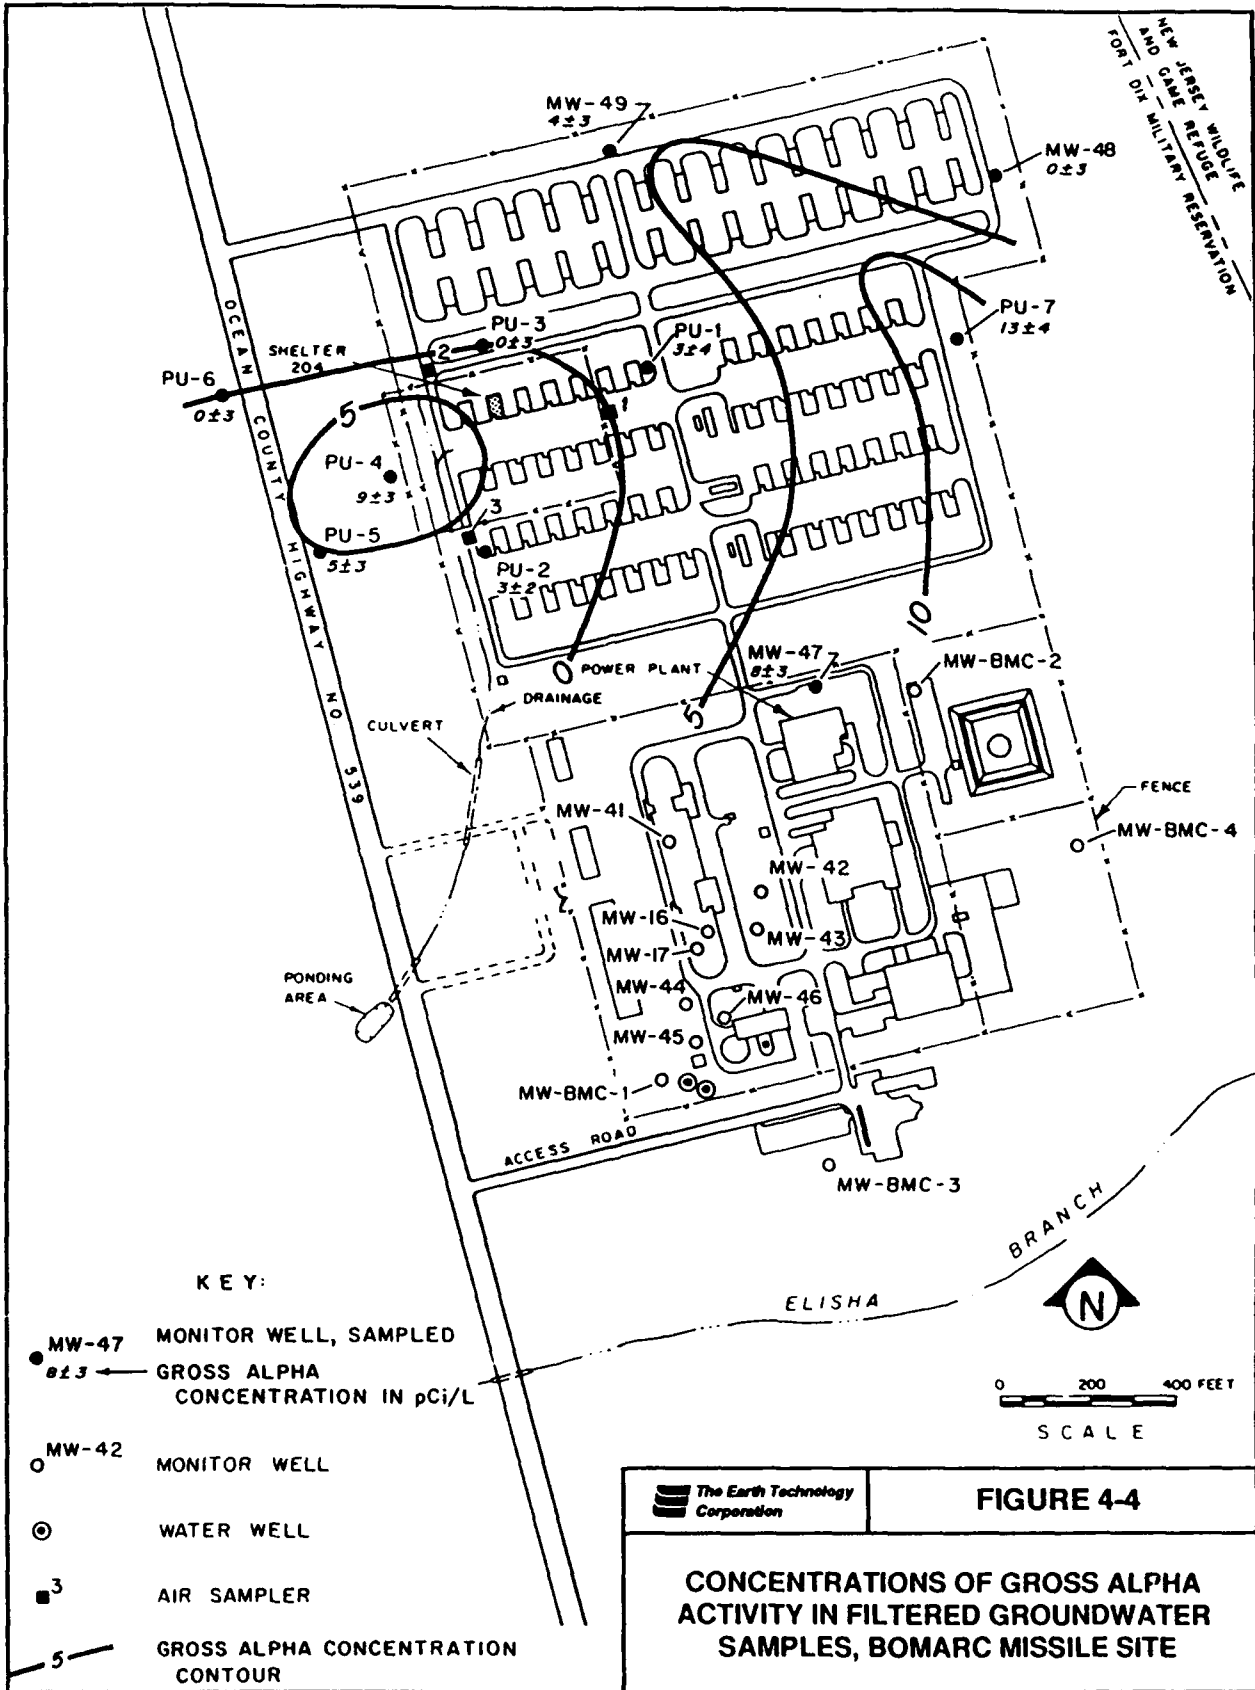 NEW JERSEY WILDLIFE
AND GAME REFUGE
FORT DIX MILITARY RESERVATION
MW-49
4±3
MW-48
0±3
OCEAN COUNTY HIGHWAY NO 539
PU-3
0±3
PU-1
3±4
PU-7
13±4
SHELTER
204
2
PU-6
0±3
1
5
PU-4
9±3
3
PU-5
5±3
PU-2
3±2
10
0
MW-47
8±3
POWER PLANT
MW-BMC-2
DRAINAGE
5
CULVERT
FENCE
MW-41
MW-BMC-4
MW-42
MW-16
MW-43
MW-17
PONDING
AREA
MW-44
MW-46
MW-45
MW-BMC-1
ACCESS ROAD
MW-BMC-3
ELISHA BRANCH
N
KEY:
MW-47 MONITOR WELL, SAMPLED
8±3 GROSS ALPHA
CONCENTRATION IN pCi/L
MW-42 MONITOR WELL
WATER WELL
3 AIR SAMPLER
5 GROSS ALPHA CONCENTRATION
CONTOUR
0 200 400 FEET
SCALE
The Earth Technology
Corporation
FIGURE 4-4
CONCENTRATIONS OF GROSS ALPHA
ACTIVITY IN FILTERED GROUNDWATER
SAMPLES, BOMARC MISSILE SITE